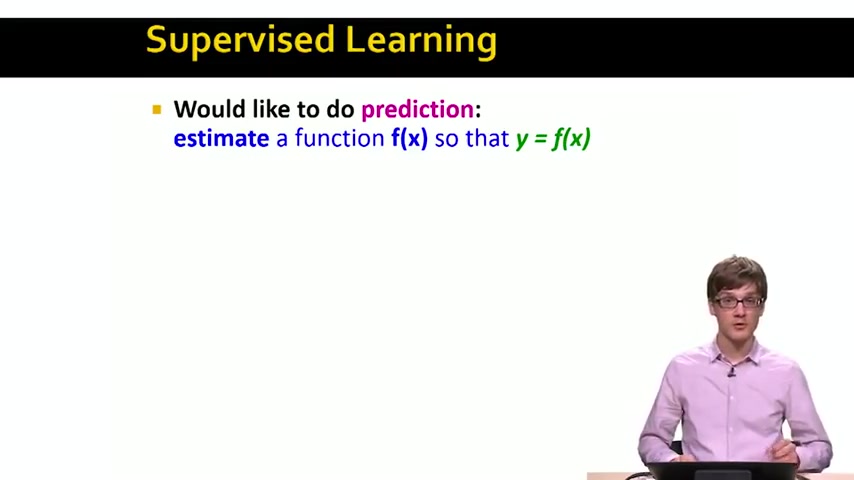 Supervised Learning
Would like to do prediction:
estimate a function f(x) so that y = f(x)